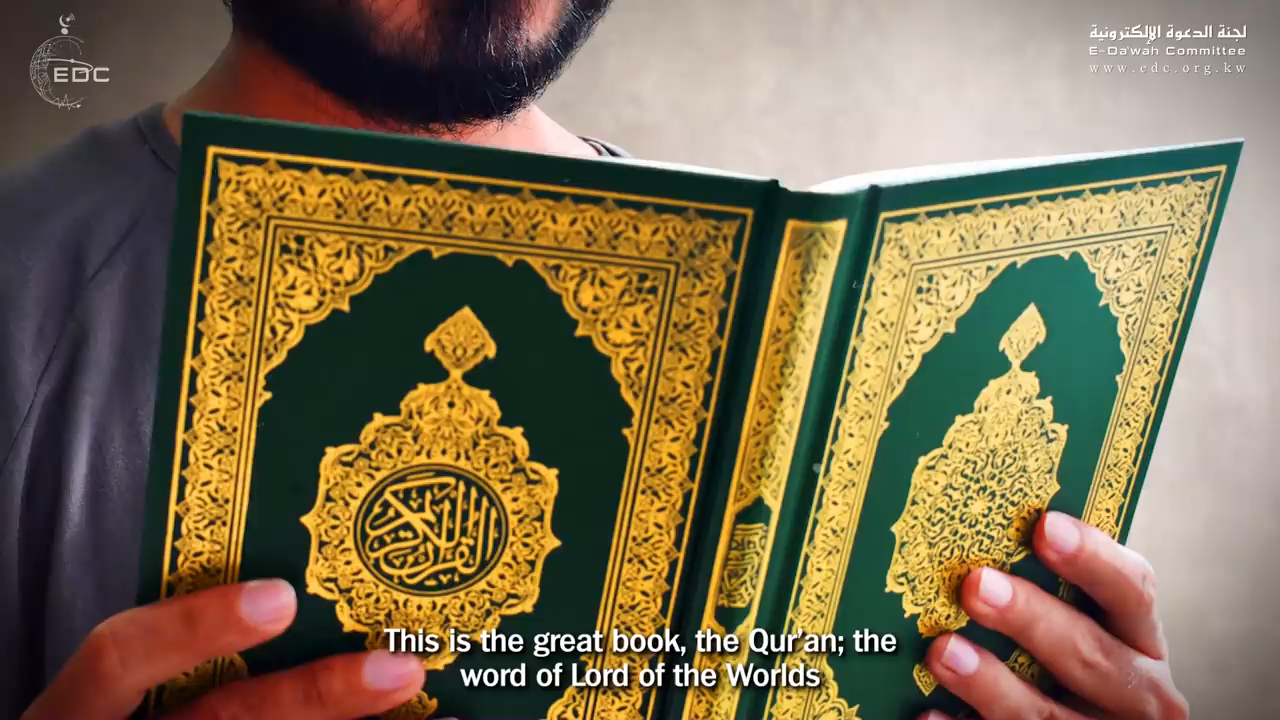 EDC
لجنة الدعوة الإلكترونية
E-Da'wah Committee
www.edc.org.kw
القرآن الكريم
This is the great book, the Qur'an; the
word of Lord of the Worlds